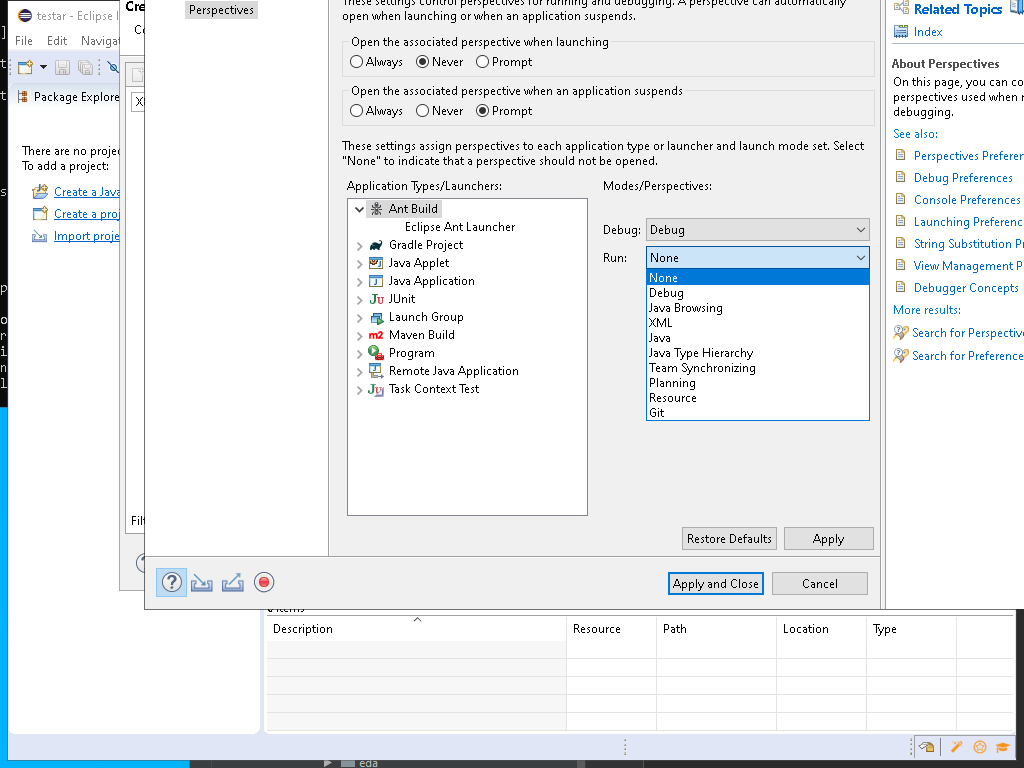 testar - Eclipse I
File Edit Navigat
Package Explore
There are no projec
To add a project:
Create a Java
Create a proj
Import proje
Cre
Perspectives
These settings control perspectives for running and debugging. A perspective can automatically
open when launching or when an application suspends.
Open the associated perspective when launching
Always Never Prompt
Open the associated perspective when an application suspends
Always Never Prompt
These settings assign perspectives to each application type or launcher and launch mode set. Select
"None" to indicate that a perspective should not be opened.
Application Types/Launchers:
Ant Build
Eclipse Ant Launcher
Gradle Project
Java Applet
Java Application
JUnit
Launch Group
Maven Build
Program
Remote Java Application
Task Context Test
Modes/Perspectives:
Debug: Debug
Run: None
None
Debug
Java Browsing
XML
Java
Java Type Hierarchy
Team Synchronizing
Planning
Resource
Git
Restore Defaults Apply
Apply and Close Cancel
Related Topics
Index
About Perspectives
On this page, you can co
perspectives used when r
debugging.
See also:
Perspectives Preferen
Debug Preferences
Console Preferences
Launching Preferenc
String Substitution Pr
View Management P
Debugger Concepts
More results:
Search for Perspective
Search for Preference
Description Resource Path Location Type
eda